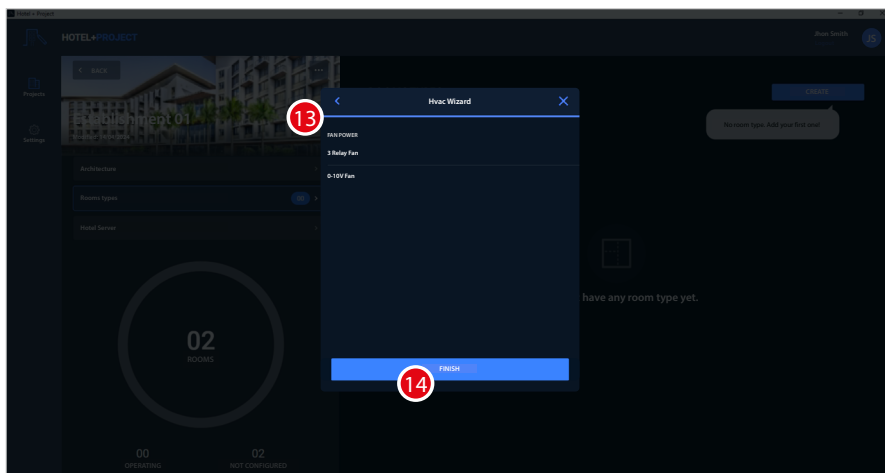 Hotel + Project
HOTEL+PROJECT
Jhon Smith
JS
Projects
Settings
< BACK
Establishment 01
Architecture
Rooms types
00
Hotel Server
02
ROOMS
00
OPERATING
02
NOT CONFIGURED
13
Hvac Wizard
FAN POWER
3 Relay Fan
0-10V Fan
FINISH
14
CREATE
No room type. Add your first one!
have any room type yet.